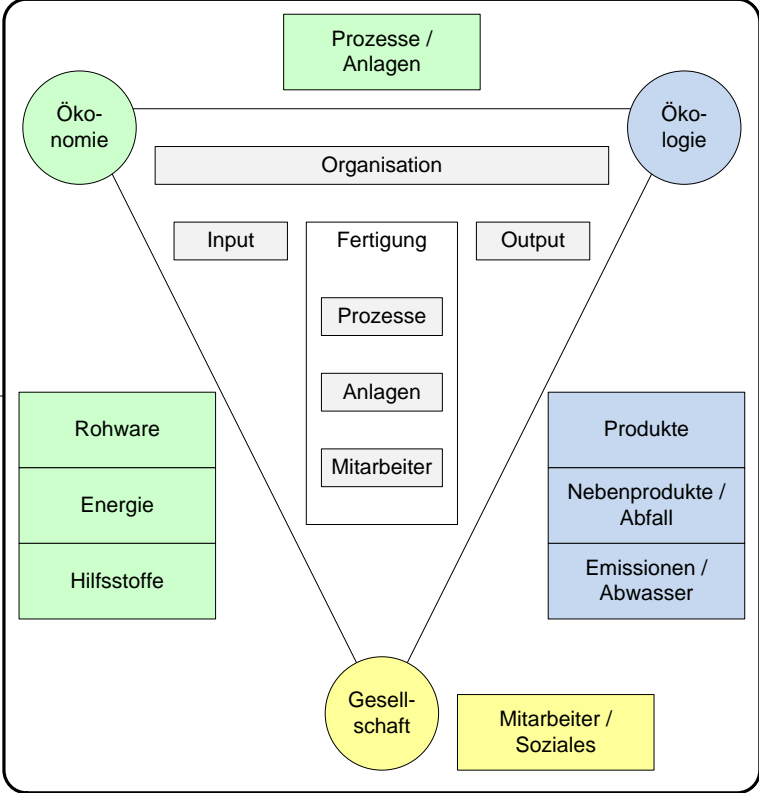 Prozesse /
Anlagen
Öko-
nomie
Öko-
logie
Organisation
Input
Fertigung
Output
Prozesse
Anlagen
Mitarbeiter
Rohware
Energie
Hilfsstoffe
Produkte
Nebenprodukte /
Abfall
Emissionen /
Abwasser
Gesell-
schaft
Mitarbeiter /
Soziales